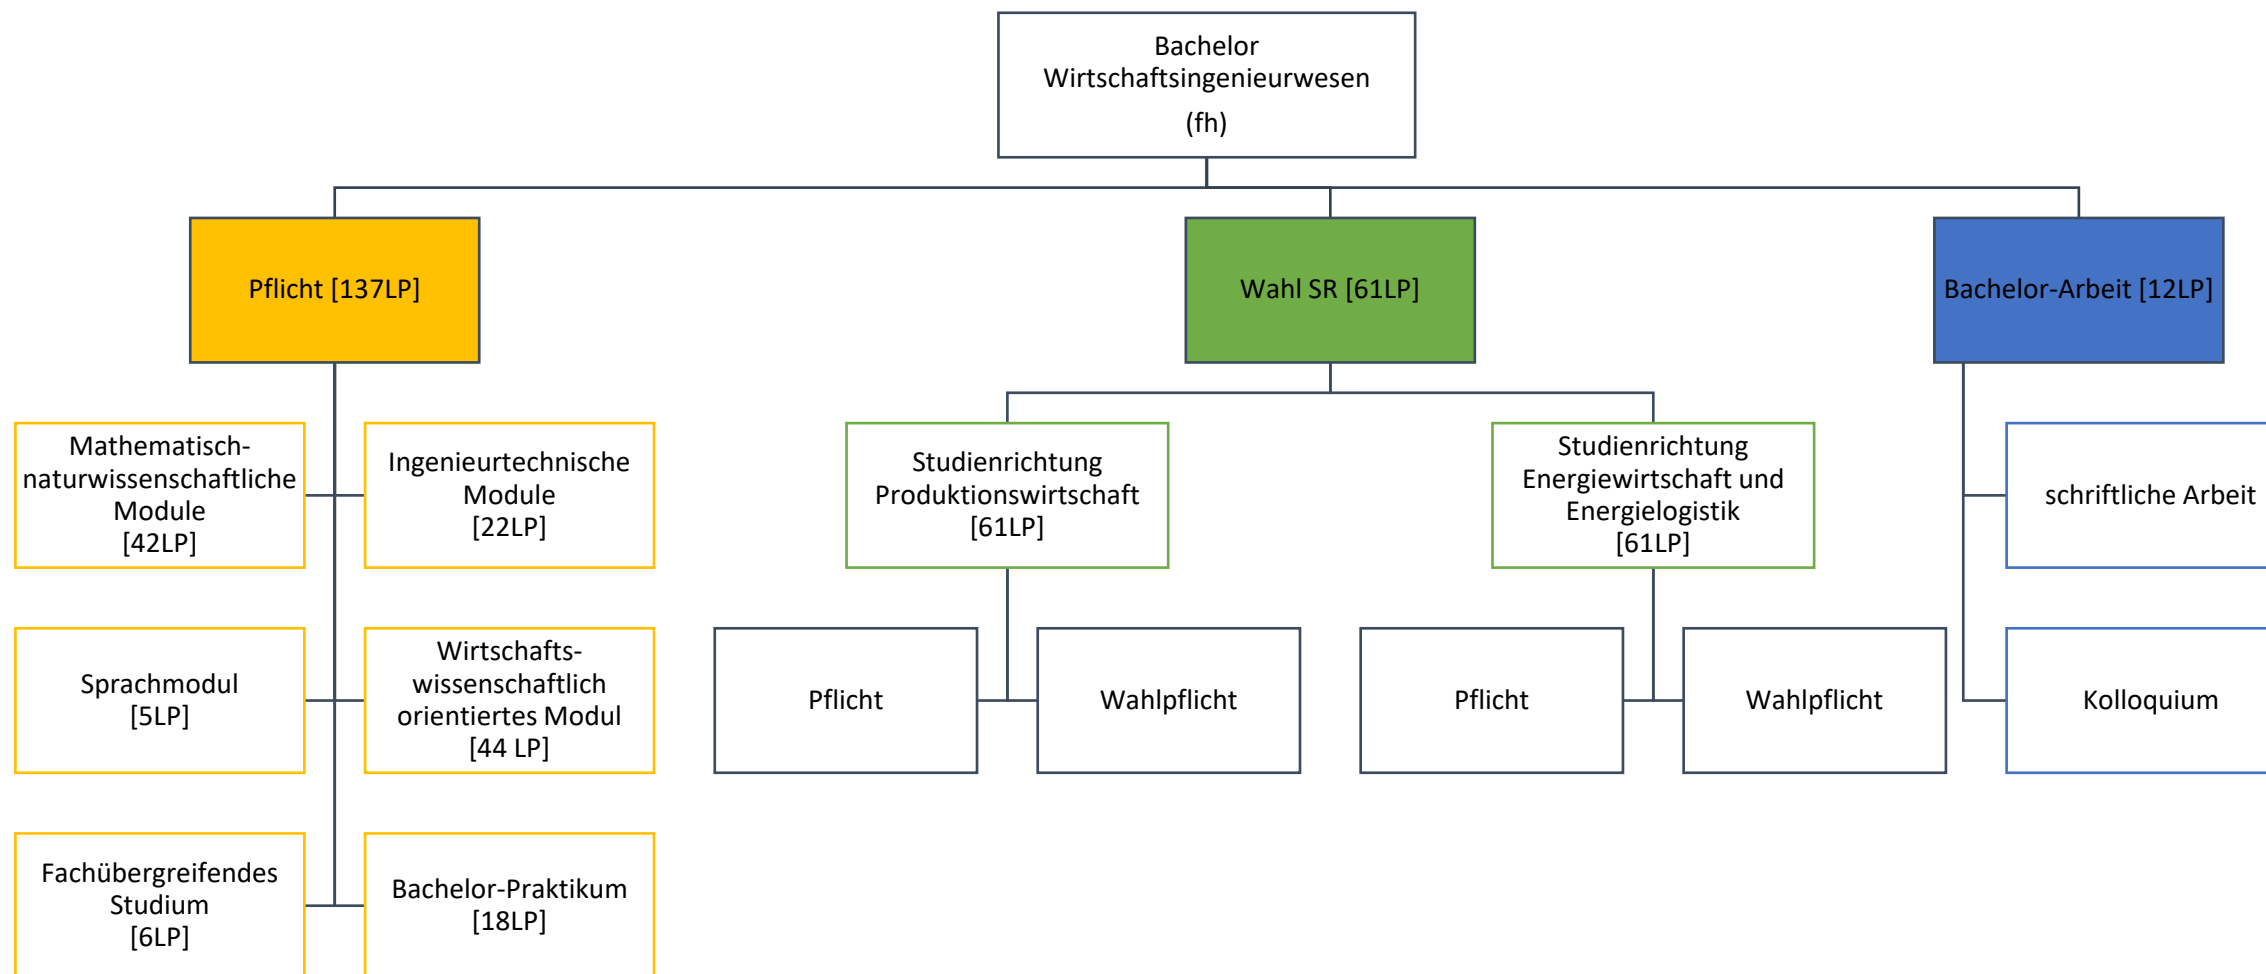 Bachelor
Wirtschaftsingenieurwesen
(fh)
Pflicht [137LP]
Wahl SR [61LP]
Bachelor-Arbeit [12LP]
Mathematisch-
naturwissenschaftliche
Module
[42LP]
Ingenieurtechnische
Module
[22LP]
Sprachmodul
[5LP]
Wirtschafts-
wissenschaftlich
orientiertes Modul
[44 LP]
Fachübergreifendes
Studium
[6LP]
Bachelor-Praktikum
[18LP]
Studienrichtung
Produktionswirtschaft
[61LP]
Pflicht
Wahlpflicht
Studienrichtung
Energiewirtschaft und
Energielogistik
[61LP]
Pflicht
Wahlpflicht
schriftliche Arbeit
Kolloquium